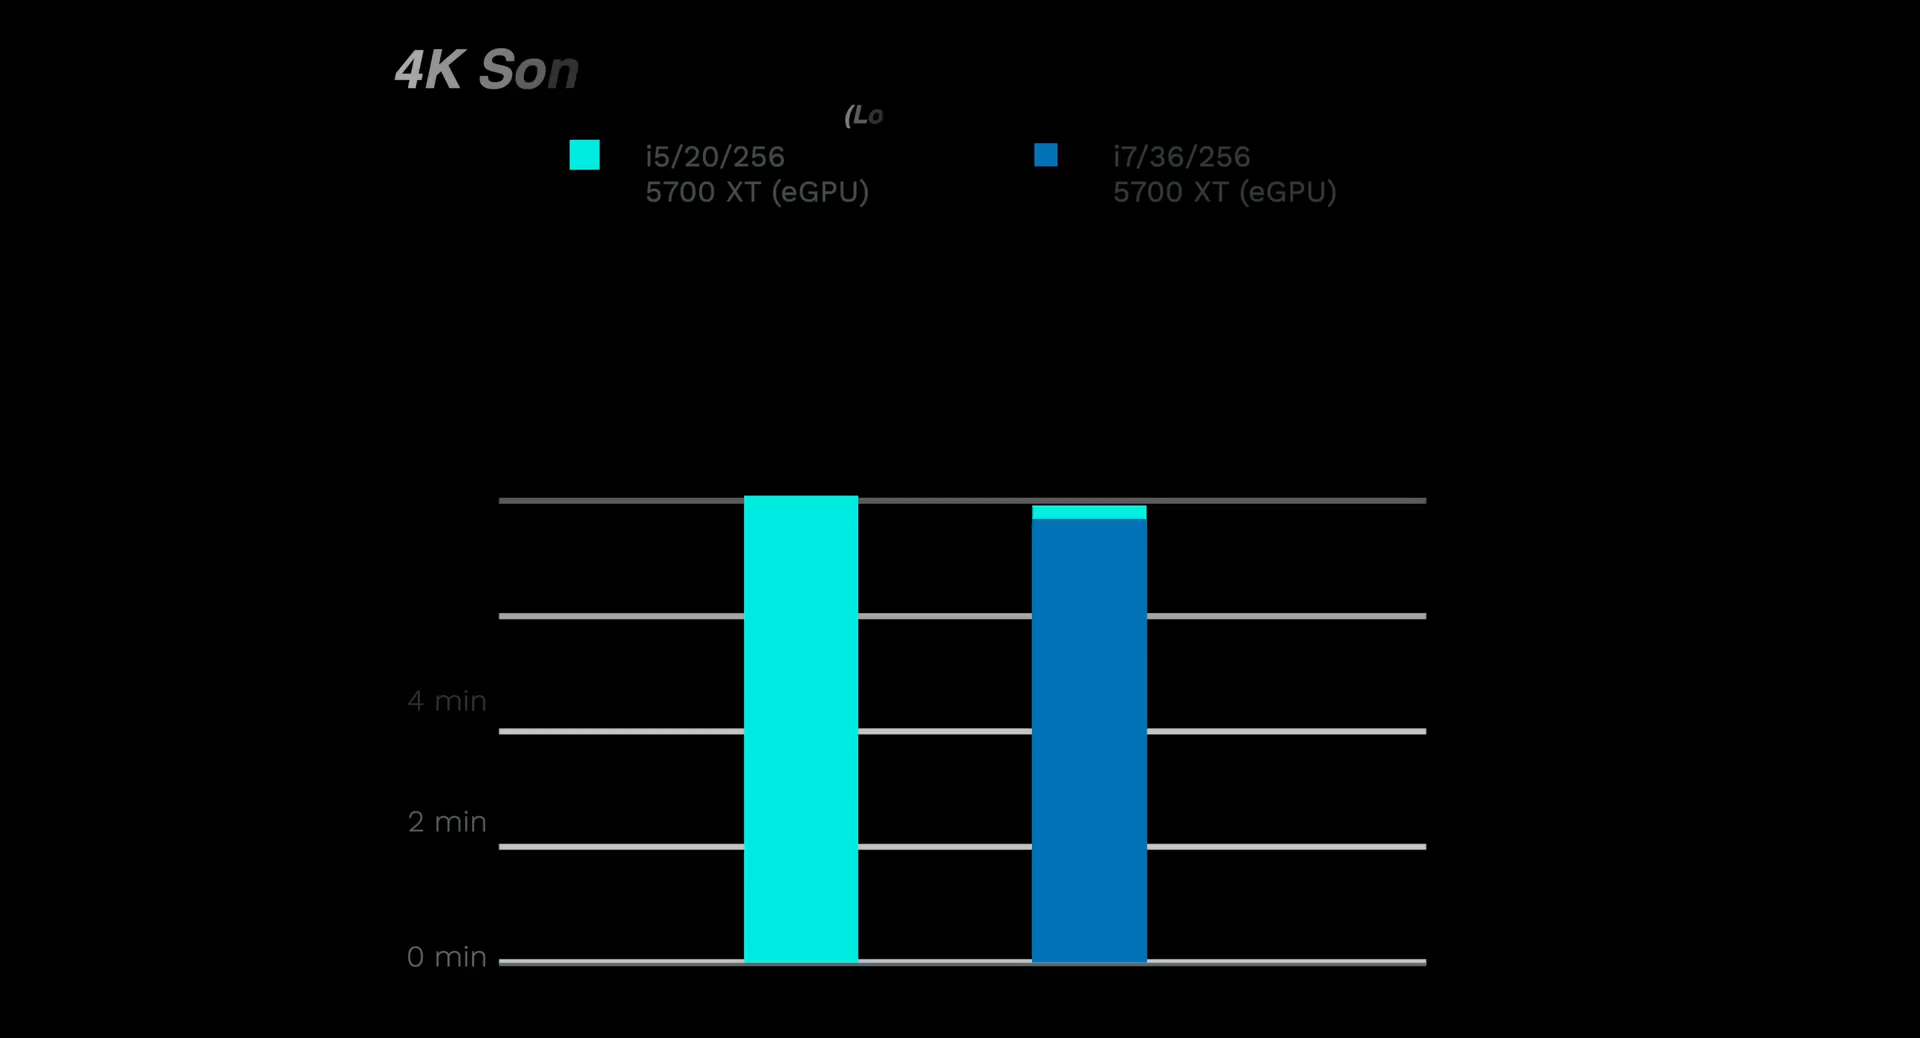 4K Son
(Lo
i5/20/256
5700 XT (eGPU)
i7/36/256
5700 XT (eGPU)
4 min
2 min
0 min